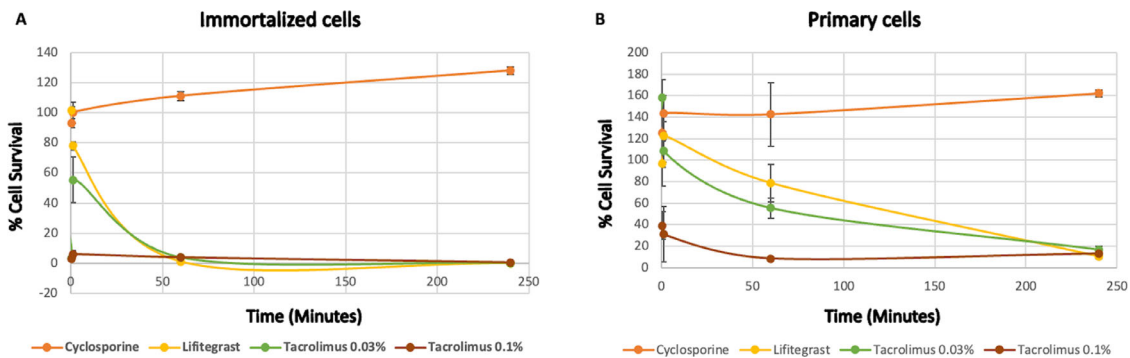 A
Immortalized cells
% Cell Survival
140
120
100
80
60
40
20
0
-20
0
50
100
150
200
250
Time (Minutes)
Cyclosporine
Lifitegrast
Tacrolimus 0.03%
Tacrolimus 0.1%
B
Primary cells
% Cell Survival
200
180
160
140
120
100
80
60
40
20
0
0
50
100
150
200
250
Time (Minutes)
Cyclosporine
Lifitegrast
Tacrolimus 0.03%
Tacrolimus 0.1%